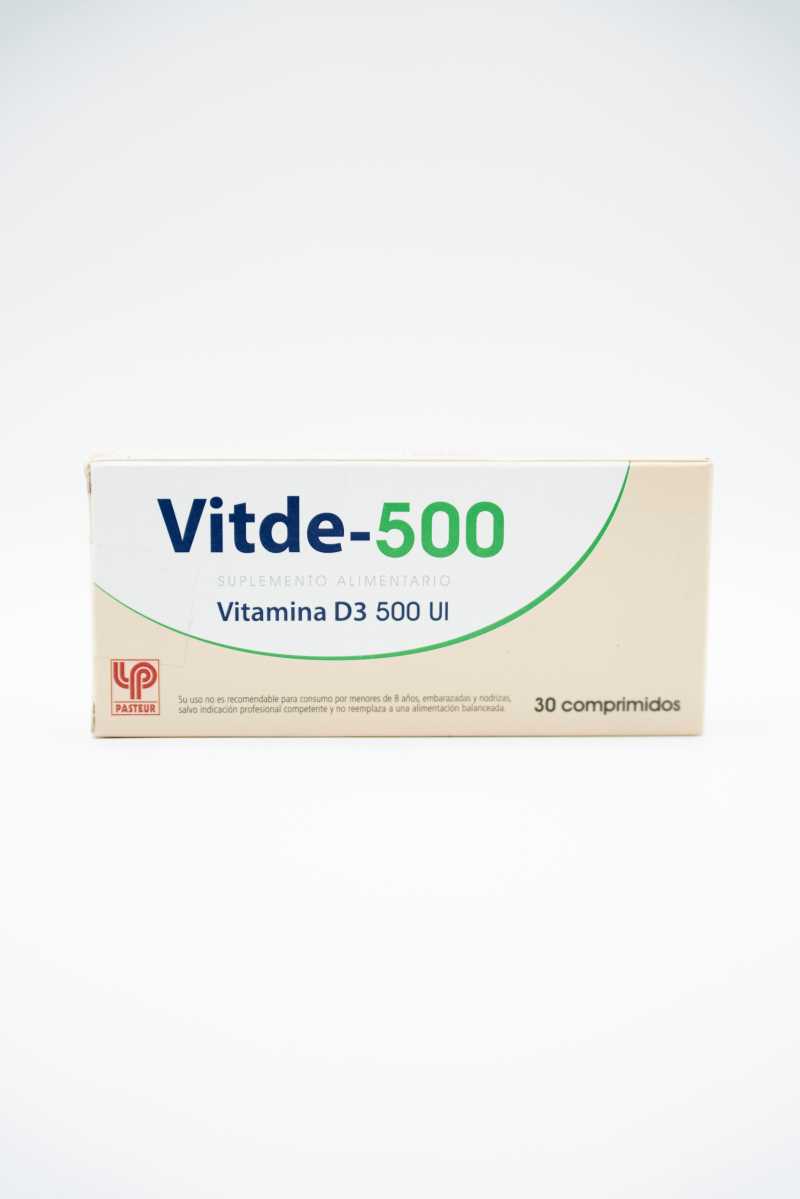 Vitde-500
SUPLEMENTO ALIMENTARIO
Vitamina D3 500 UI
LP
PASTEUR
Su uso no es recomendable para consumo por menores de 8 años, embarazadas y nodrizas,
salvo indicación profesional competente y no reemplaza a una alimentación balanceada.
30 comprimidos